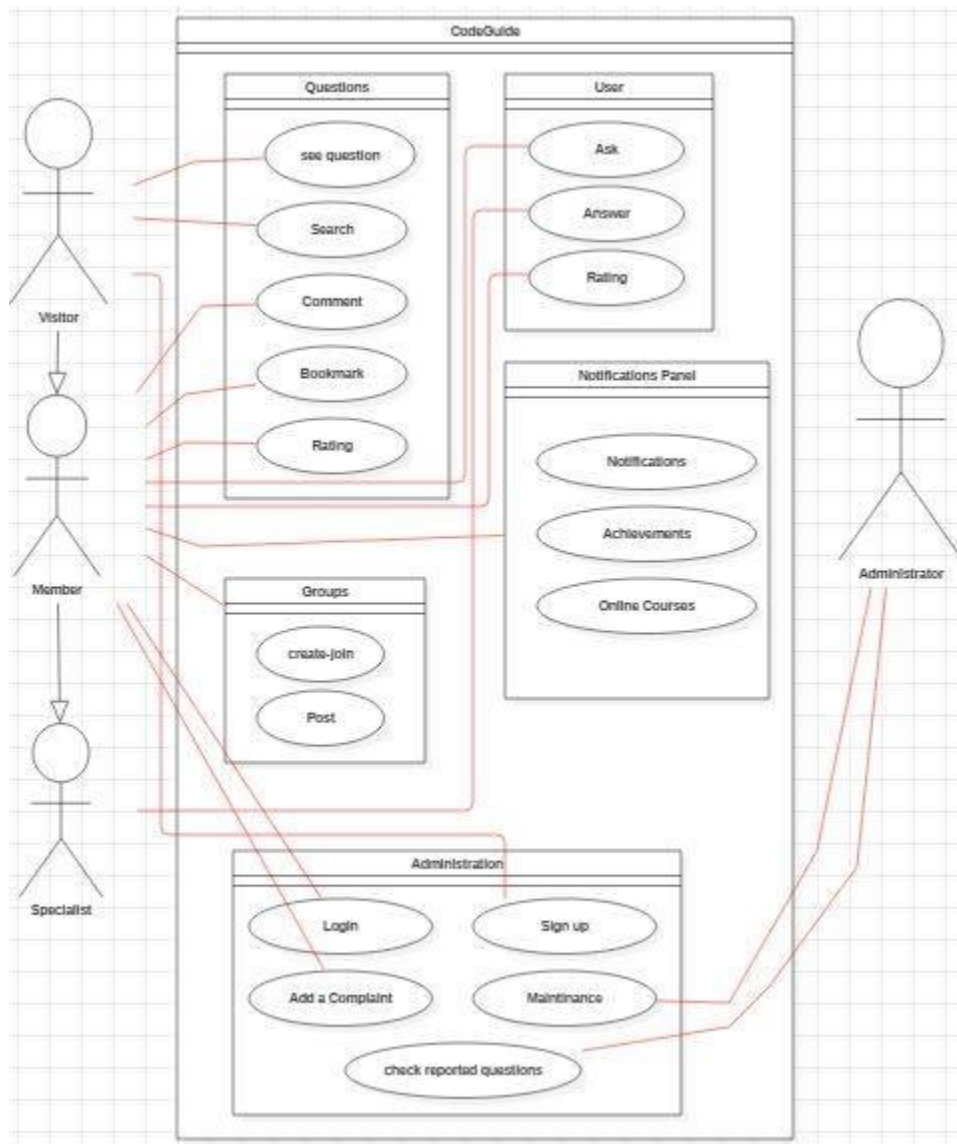 CodeGuide
Questions
see question
Search
Comment
Bookmark
Rating
User
Ask
Answer
Rating
Notifications Panel
Notifications
Achievements
Online Courses
Groups
create-join
Post
Administration
Login
Sign up
Add a Complaint
Maintinance
check reported questions
Visitor
Member
Specialist
Administrator